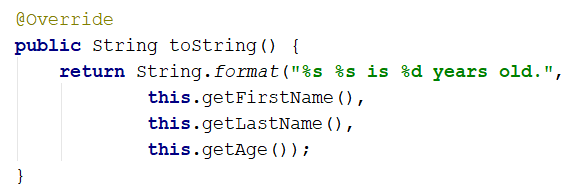 @Override
public String toString() {
    return String.format("%s %s is %d years old.",
            this.getFirstName(),
            this.getLastName(),
            this.getAge());
}